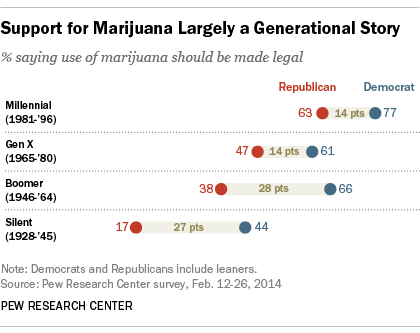 Support for Marijuana Largely a Generational Story
% saying use of marijuana should be made legal
Republican Democrat
Millennial
(1981-'96)
63 14 pts 77
Gen X
(1965-'80)
47 14 pts 61
Boomer
(1946-'64)
38 28 pts 66
Silent
(1928-'45)
17 27 pts 44
Note: Democrats and Republicans include leaners.
Source: Pew Research Center survey, Feb. 12-26, 2014
PEW RESEARCH CENTER